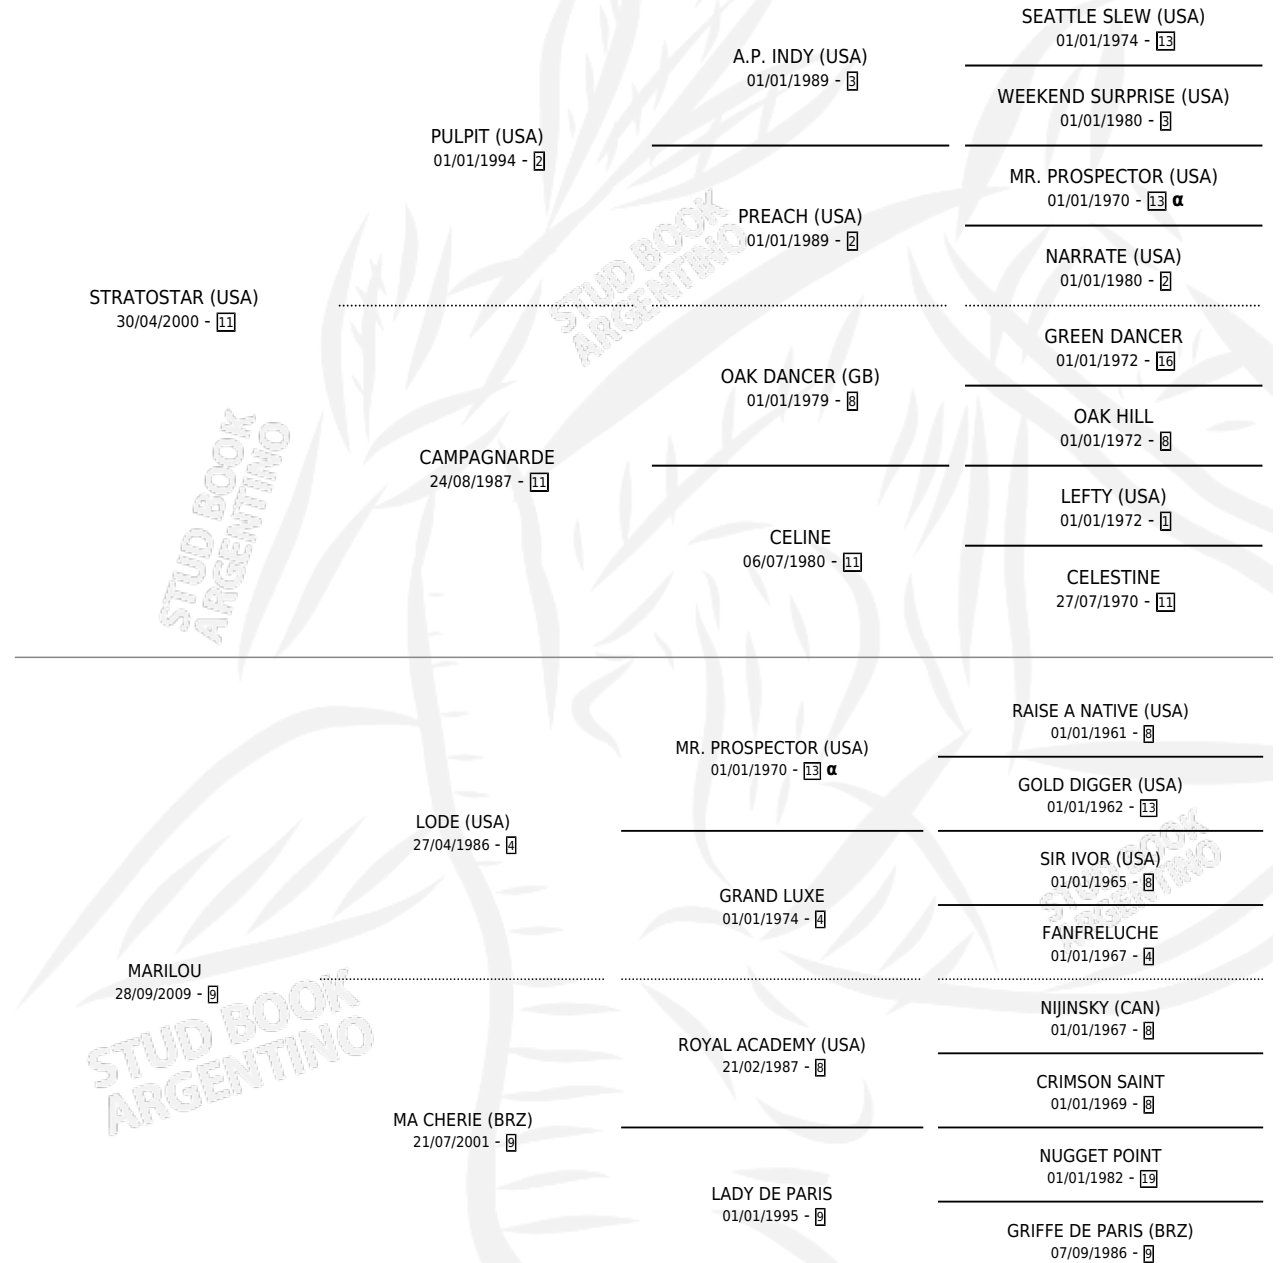 SEATTLE SLEW (USA)
01/01/1974 - 13
A.P. INDY (USA)
01/01/1989 - 3
WEEKEND SURPRISE (USA)
01/01/1980 - 3
PULPIT (USA)
01/01/1994 - 2
MR. PROSPECTOR (USA)
01/01/1970 - 13 α
PREACH (USA)
01/01/1989 - 2
NARRATE (USA)
01/01/1980 - 2
STRATOSTAR (USA)
30/04/2000 - 11
GREEN DANCER
01/01/1972 - 16
OAK DANCER (GB)
01/01/1979 - 8
OAK HILL
01/01/1972 - 8
CAMPAGNARDE
24/08/1987 - 11
LEFTY (USA)
01/01/1972 - 1
CELINE
06/07/1980 - 11
CELESTINE
27/07/1970 - 11
RAISE A NATIVE (USA)
01/01/1961 - 8
MR. PROSPECTOR (USA)
01/01/1970 - 13 α
GOLD DIGGER (USA)
01/01/1962 - 13
LODE (USA)
27/04/1986 - 4
SIR IVOR (USA)
01/01/1965 - 8
GRAND LUXE
01/01/1974 - 4
FANFRELUCHE
01/01/1967 - 4
MARILOU
28/09/2009 - 9
NIJINSKY (CAN)
01/01/1967 - 8
ROYAL ACADEMY (USA)
21/02/1987 - 8
CRIMSON SAINT
01/01/1969 - 8
MA CHERIE (BRZ)
21/07/2001 - 9
NUGGET POINT
01/01/1982 - 19
LADY DE PARIS
01/01/1995 - 9
GRIFFE DE PARIS (BRZ)
07/09/1986 - 9
STUD BOOK
ARGENTINO
STUD BOOK
ARGENTINO
STUD BOOK
ARGENTINO
STUD BOOK
ARGENTINO